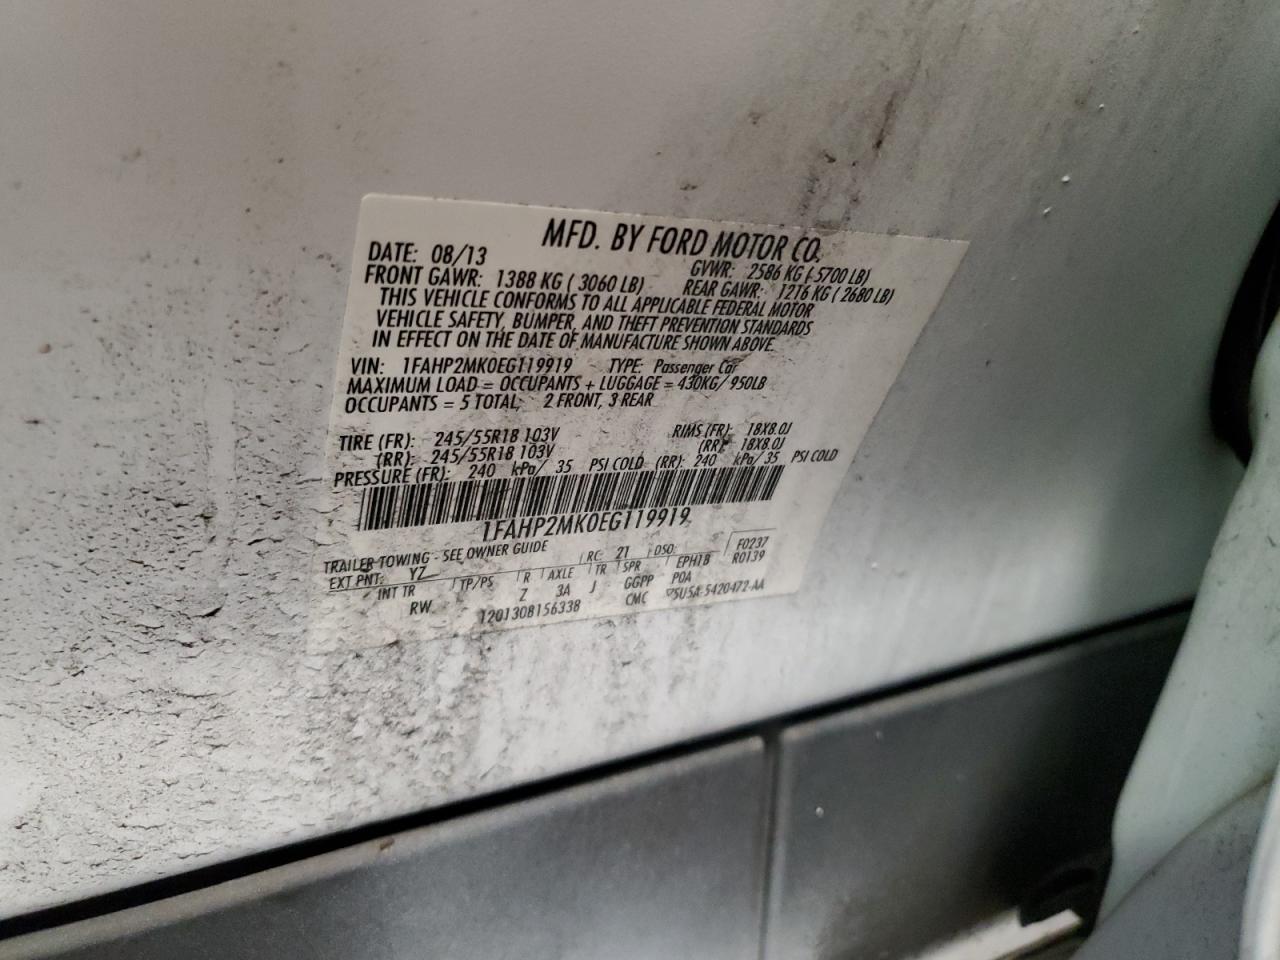 MFD. BY FORD MOTOR CO.
DATE: 08/13 GVWR: 2586 KG ( 5700 LB)
FRONT GAWR: 1388 KG ( 3060 LB) REAR GAWR: 1216 KG ( 2680 LB)
THIS VEHICLE CONFORMS TO ALL APPLICABLE FEDERAL MOTOR
VEHICLE SAFETY, BUMPER, AND THEFT PREVENTION STANDARDS
IN EFFECT ON THE DATE OF MANUFACTURE SHOWN ABOVE.
VIN: 1FAHP2MK0EG119919 TYPE: Passenger Car
MAXIMUM LOAD = OCCUPANTS + LUGGAGE = 430KG/ 950LB
OCCUPANTS = 5 TOTAL, 2 FRONT, 3 REAR
TIRE (FR): 245/55R18 103V RIMS (FR): 18X8.0J
(RR): 245/55R18 103V (RR): 18X8.0J
PRESSURE (FR): 240 kPa/ 35 PSI COLD (RR): 240 kPa/ 35 PSI COLD
1FAHP2MK0EG119919
TRAILER TOWING - SEE OWNER GUIDE F0237
EXT PNT: YZ RC: 21 DSO: R0139
INT TR TP/PS R AXLE TR SPR EPH1B
RW Z 3A J GGPP P0A
1201308156338 CMC 5U5A-5420472-AA